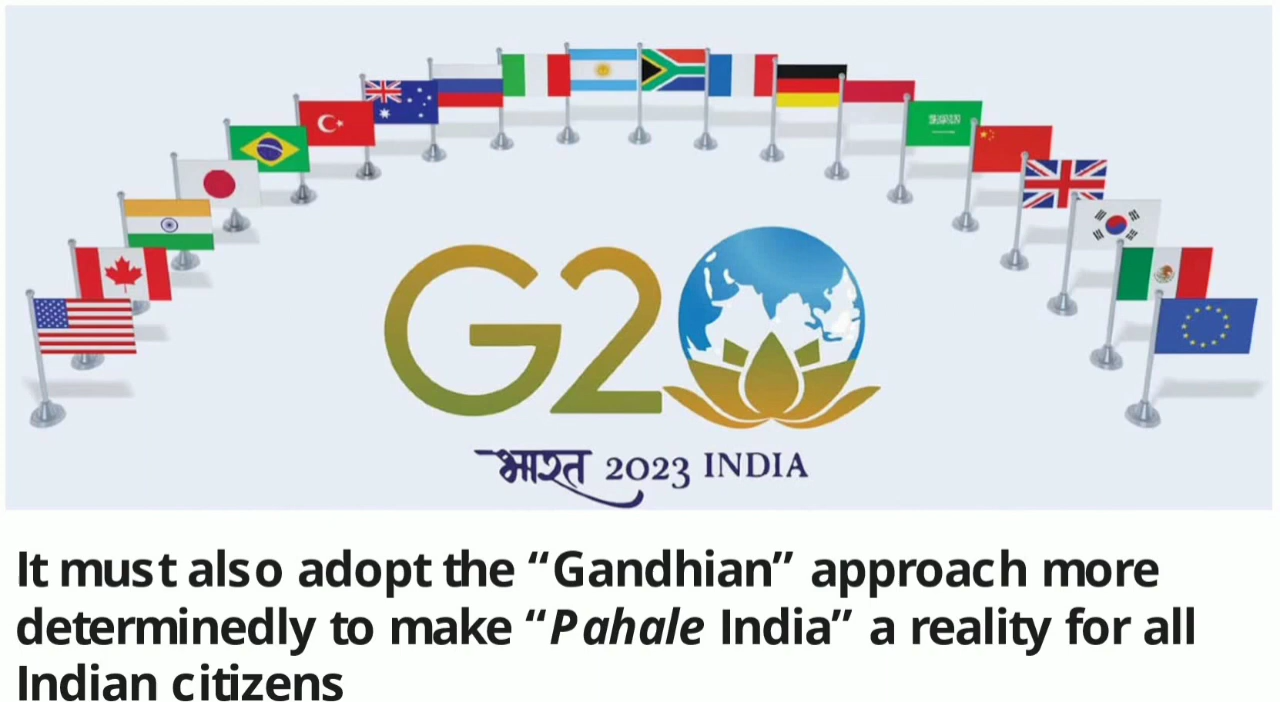 G20
भारत 2023 INDIA
It must also adopt the “Gandhian” approach more
determinedly to make “Pahale India” a reality for all
Indian citizens